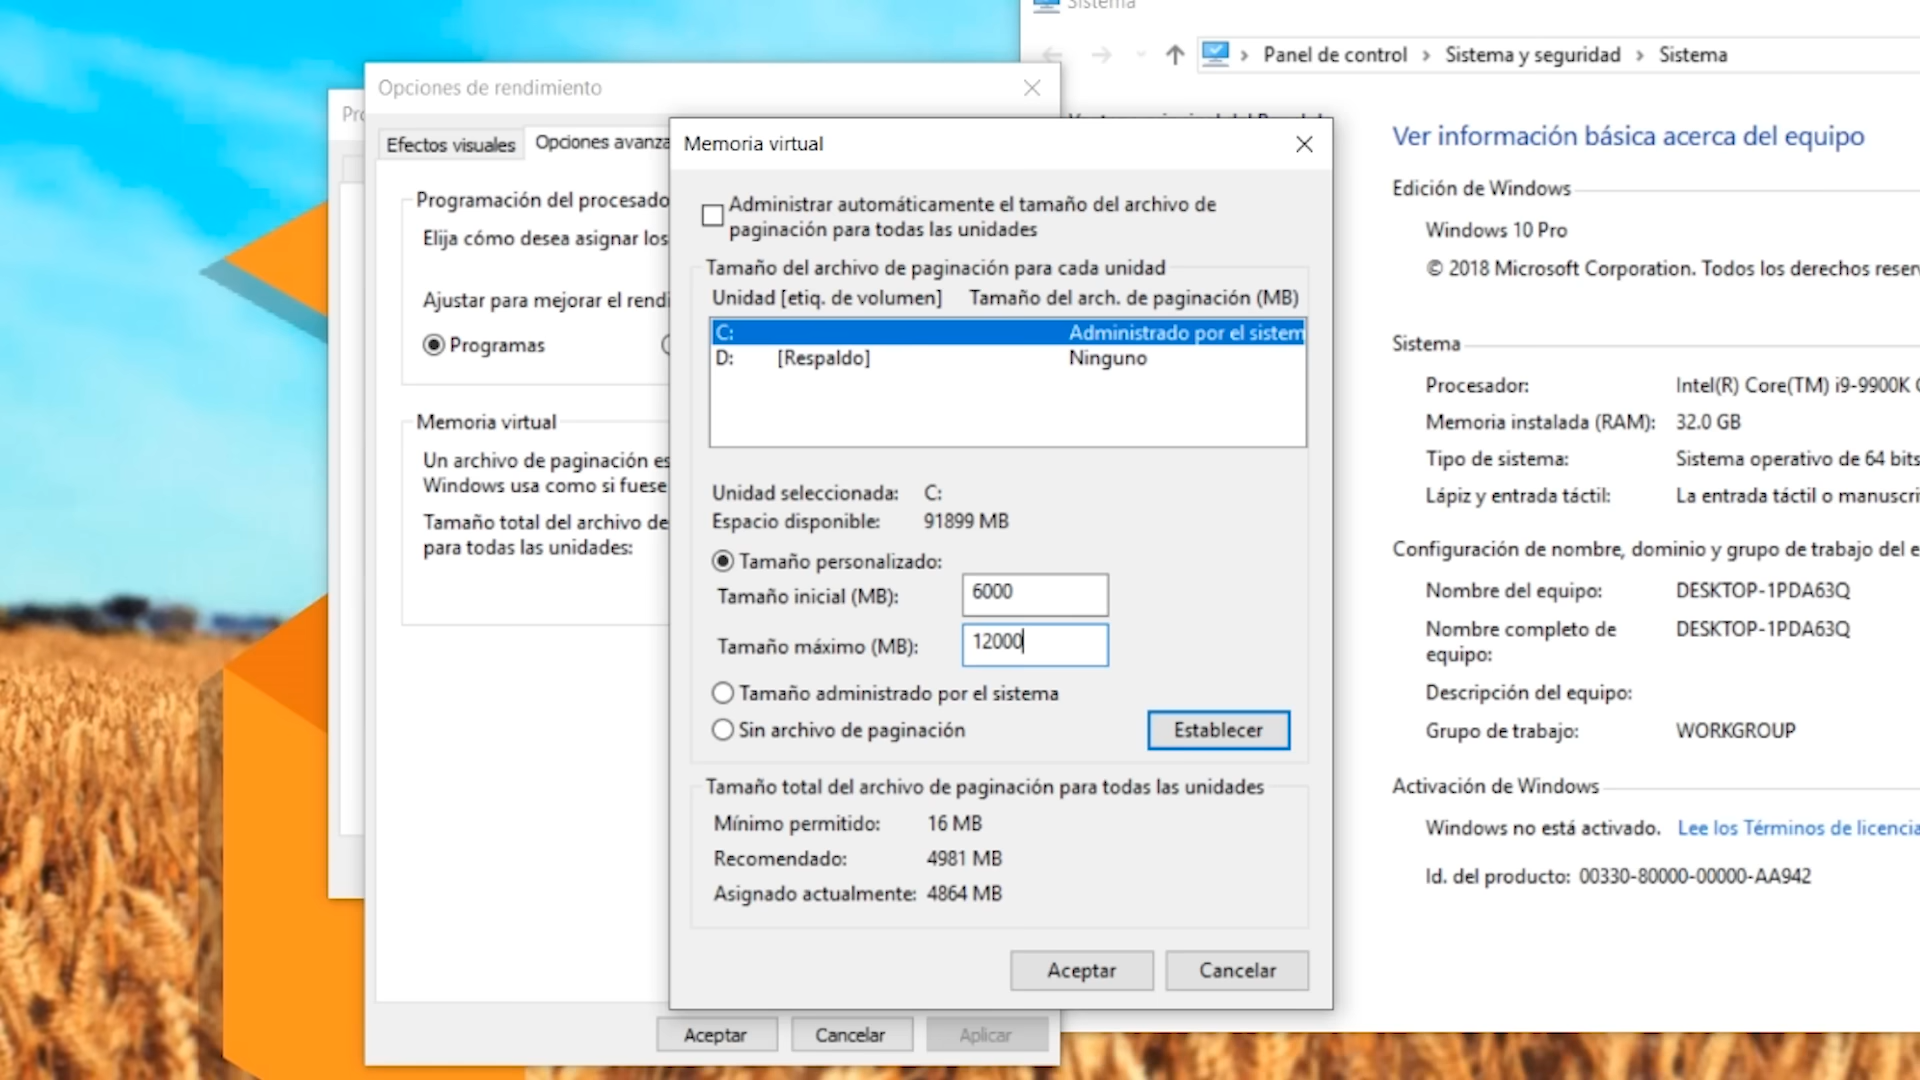 Sistema
Panel de control > Sistema y seguridad > Sistema
Opciones de rendimiento
Efectos visuales
Opciones avanza
Programación del procesado
Elija cómo desea asignar los
Ajustar para mejorar el rendi
Programas
Memoria virtual
Un archivo de paginación es
Windows usa como si fuese
Tamaño total del archivo de
para todas las unidades:
Aceptar
Cancelar
Aplicar
Memoria virtual
Administrar automáticamente el tamaño del archivo de
paginación para todas las unidades
Tamaño del archivo de paginación para cada unidad
Unidad [etiq. de volumen] Tamaño del arch. de paginación (MB)
C: Administrado por el sistem
D: [Respaldo] Ninguno
Unidad seleccionada: C:
Espacio disponible: 91899 MB
Tamaño personalizado:
Tamaño inicial (MB): 6000
Tamaño máximo (MB): 12000
Tamaño administrado por el sistema
Sin archivo de paginación
Establecer
Tamaño total del archivo de paginación para todas las unidades
Mínimo permitido: 16 MB
Recomendado: 4981 MB
Asignado actualmente: 4864 MB
Aceptar
Cancelar
Ver información básica acerca del equipo
Edición de Windows
Windows 10 Pro
© 2018 Microsoft Corporation. Todos los derechos reserv
Sistema
Procesador: Intel(R) Core(TM) i9-9900K
Memoria instalada (RAM): 32.0 GB
Tipo de sistema: Sistema operativo de 64 bits
Lápiz y entrada táctil: La entrada táctil o manuscri
Configuración de nombre, dominio y grupo de trabajo del e
Nombre del equipo: DESKTOP-1PDA63Q
Nombre completo de DESKTOP-1PDA63Q
equipo:
Descripción del equipo:
Grupo de trabajo: WORKGROUP
Activación de Windows
Windows no está activado. Lee los Términos de licencia
Id. del producto: 00330-80000-00000-AA942